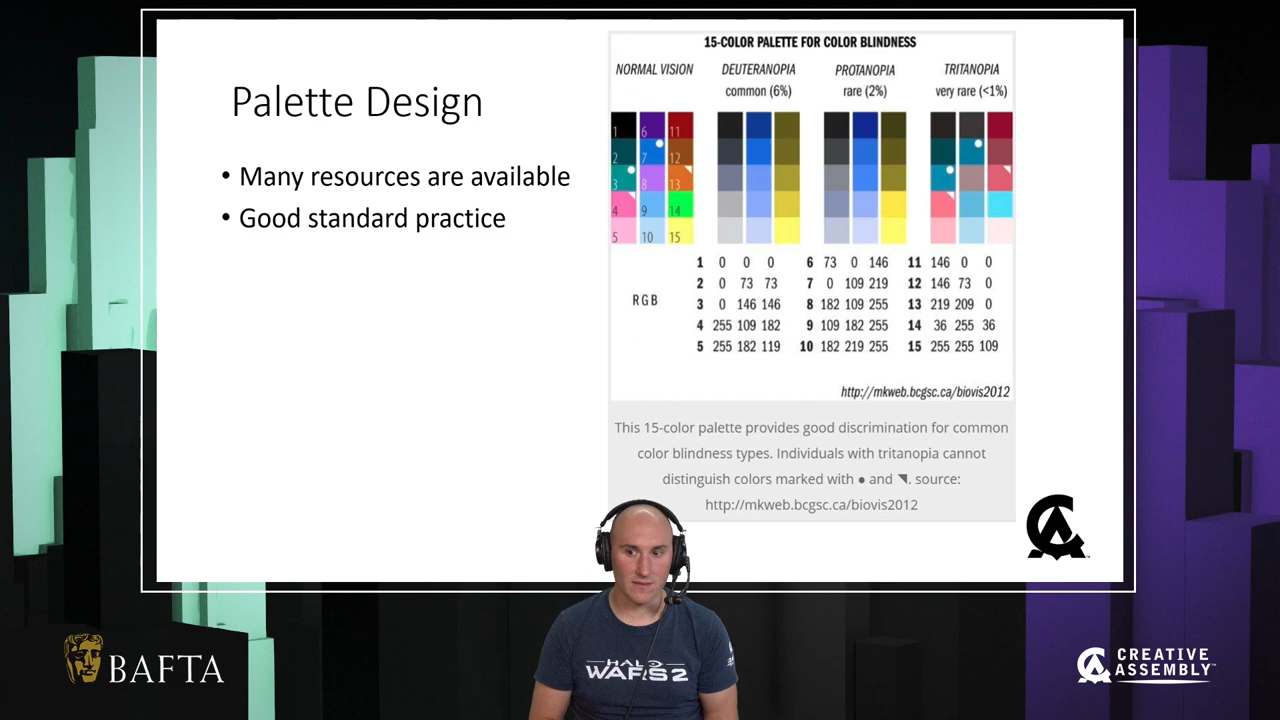 Palette Design
• Many resources are available
• Good standard practice
15-COLOR PALETTE FOR COLOR BLINDNESS
NORMAL VISION DEUTERANOPIA PROTANOPIA TRITANOPIA
common (6%) rare (2%) very rare (<1%)
1 6 11
2 7 12
3 8 13
4 9 14
5 10 15
1 0 0 0 6 73 0 146 11 146 0 0
2 0 73 73 7 0 109 219 12 146 73 0
RGB
3 0 146 146 8 182 109 255 13 219 209 0
4 255 109 182 9 109 182 255 14 36 255 36
5 255 182 119 10 182 219 255 15 255 255 109
http://mkweb.bcgsc.ca/biovis2012
This 15-color palette provides good discrimination for common
color blindness types. Individuals with tritanopia cannot
distinguish colors marked with ● and ◥. source:
http://mkweb.bcgsc.ca/biovis2012
HALO
WARS 2
BAFTA
CREATIVE
ASSEMBLY™